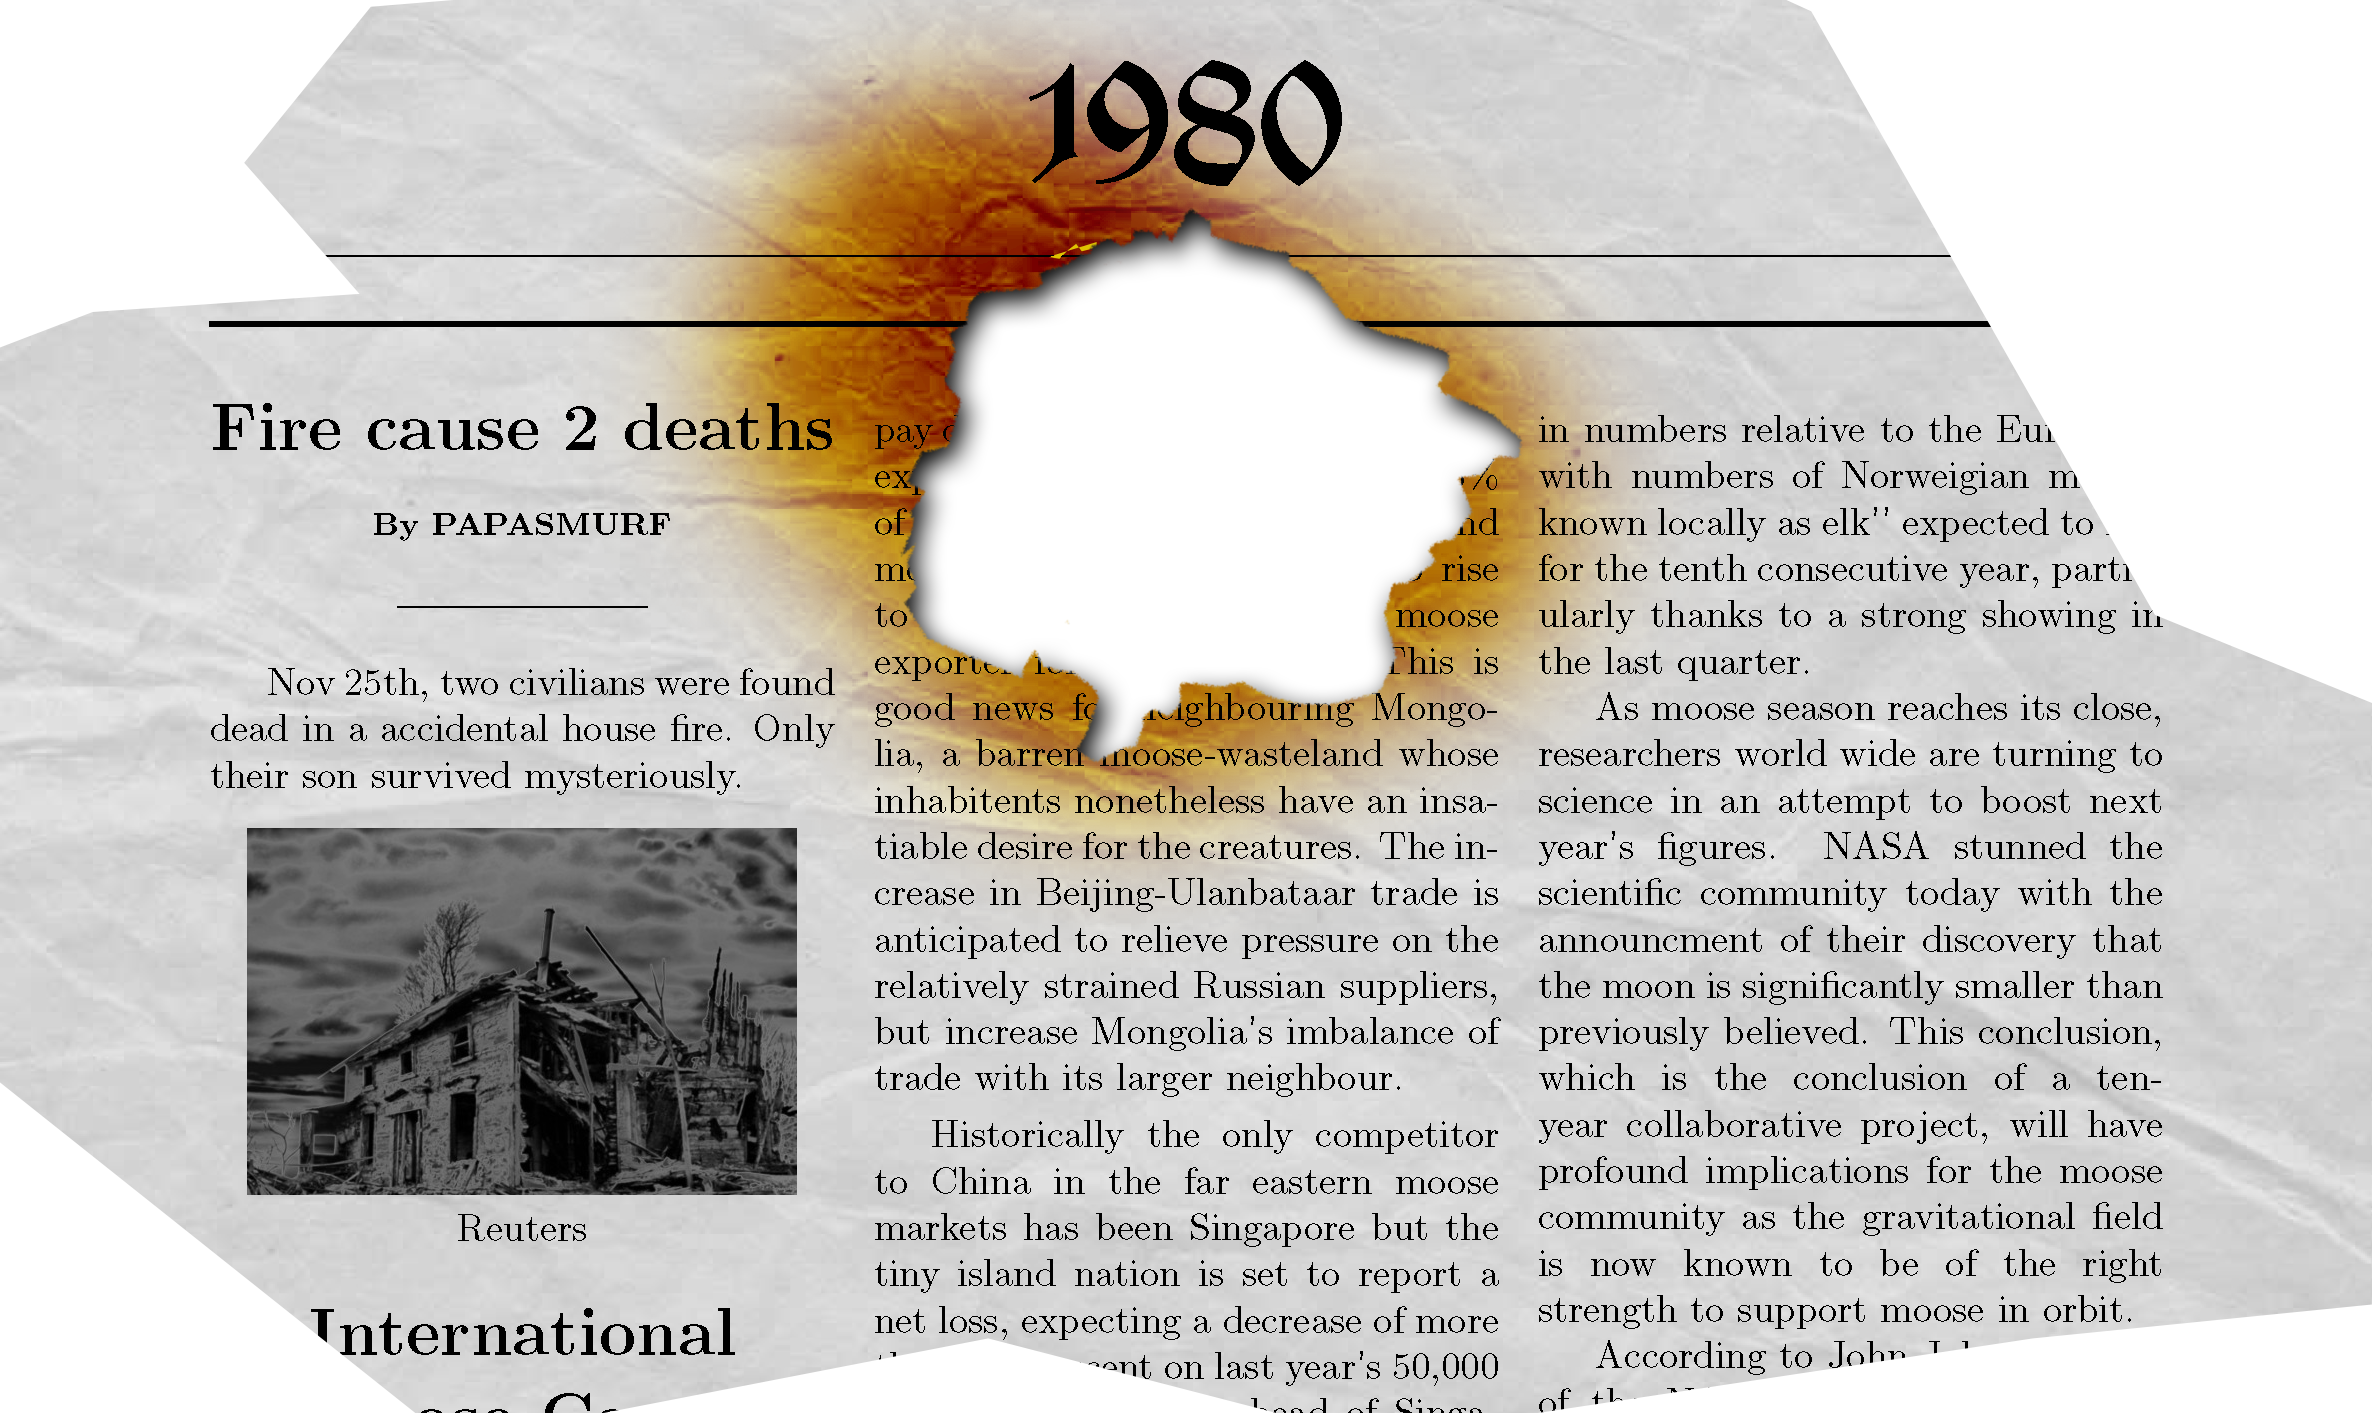 1980
Fire cause 2 deaths
By PAPASMURF
Nov 25th, two civilians were found
dead in a accidental house fire. Only
their son survived mysteriously.
Reuters
International
pay
of
to
rise
moose
This is
good news neighbouring Mongo-
lia, a barren moose-wasteland whose
inhabitents nonetheless have an insa-
tiable desire for the creatures. The in-
crease in Beijing-Ulanbataar trade is
anticipated to relieve pressure on the
relatively strained Russian suppliers,
but increase Mongolia's imbalance of
trade with its larger neighbour.
Historically the only competitor
to China in the far eastern moose
markets has been Singapore but the
tiny island nation is set to report a
net loss, expecting a decrease of more
on last year's 50,000
of
in numbers relative to the
with numbers of Norweigian
known locally as elk'' expected to
for the tenth consecutive year,
ularly thanks to a strong showing in
the last quarter.
As moose season reaches its close,
researchers world wide are turning to
science in an attempt to boost next
year's figures. NASA stunned the
scientific community today with the
announcment of their discovery that
the moon is significantly smaller than
previously believed. This conclusion,
which is the conclusion of a ten-
year collaborative project, will have
profound implications for the moose
community as the gravitational field
is now known to be of the right
strength to support moose in orbit.
According to John
of